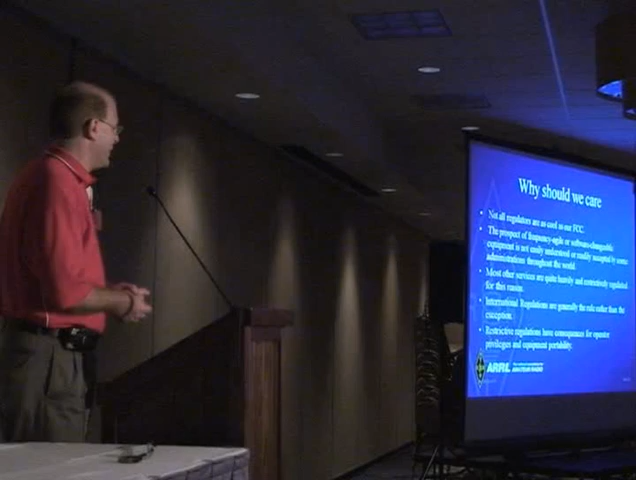 Why should we care
• Not all regulators are as cool as our FCC.
• The prospect of frequency-agile or software-changeable
equipment is not easily understood or readily accepted by some
administrations throughout the world.
• Most other services are quite heavily and restrictively regulated
for this reason.
• International Regulations are generally the rule rather than the
exception.
• Restrictive regulations have consequences for operator
privileges and equipment portability.
ARRL
AMATEUR RADIO